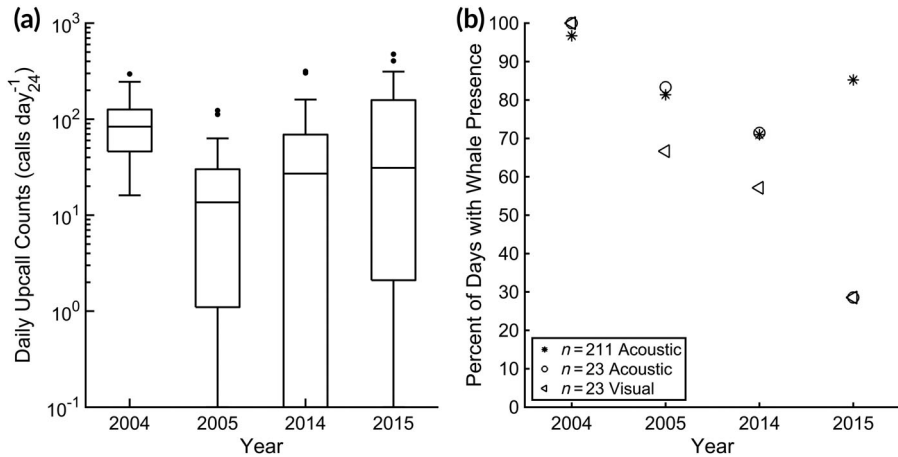 (a)
Daily Upcall Counts (calls day₂₄⁻¹)
10³
10²
10¹
10⁰
10⁻¹
2004 2005 2014 2015
Year
(b)
Percent of Days with Whale Presence
100
90
80
70
60
50
40
30
20
10
0
n = 211 Acoustic
n = 23 Acoustic
n = 23 Visual
2004 2005 2014 2015
Year